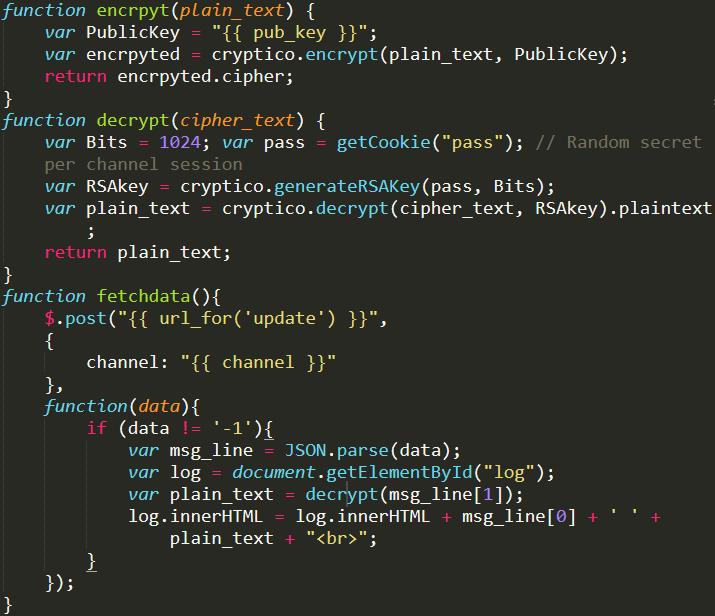 function encrpyt(plain_text) {
    var PublicKey = "{{ pub_key }}";
    var encrpyted = cryptico.encrypt(plain_text, PublicKey);
    return encrpyted.cipher;
}
function decrypt(cipher_text) {
    var Bits = 1024; var pass = getCookie("pass"); // Random secret
    per channel session
    var RSAkey = cryptico.generateRSAKey(pass, Bits);
    var plain_text = cryptico.decrypt(cipher_text, RSAkey).plaintext
        ;
    return plain_text;
}
function fetchdata(){
    $.post("{{ url_for('update') }}",
    {
        channel: "{{ channel }}"
    },
    function(data){
        if (data != '-1'){
            var msg_line = JSON.parse(data);
            var log = document.getElementById("log");
            var plain_text = decrypt(msg_line[1]);
            log.innerHTML = log.innerHTML + msg_line[0] + ' ' +
                plain_text + "<br>";
        }
    });
}